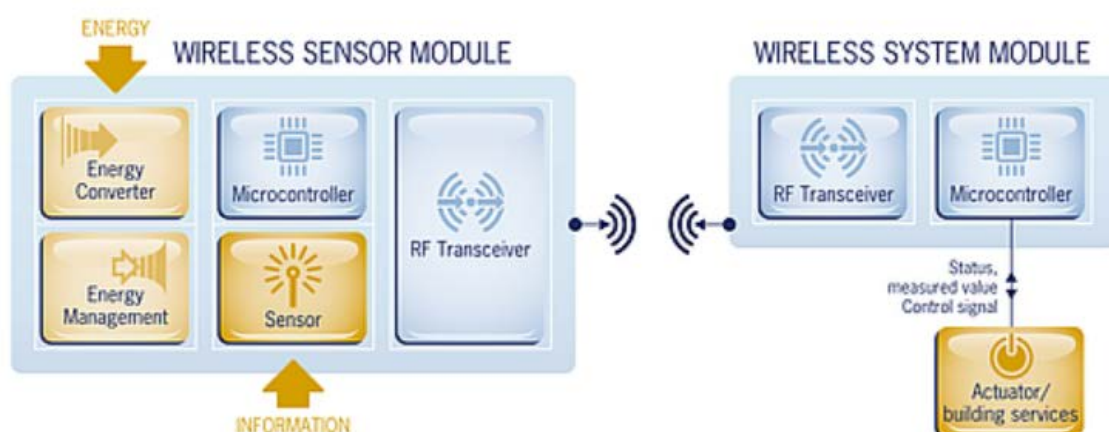 ENERGY
WIRELESS SENSOR MODULE
Energy
Converter
Microcontroller
RF Transceiver
Energy
Management
Sensor
INFORMATION
WIRELESS SYSTEM MODULE
RF Transceiver
Microcontroller
Status,
measured value
Control signal
Actuator/
building services